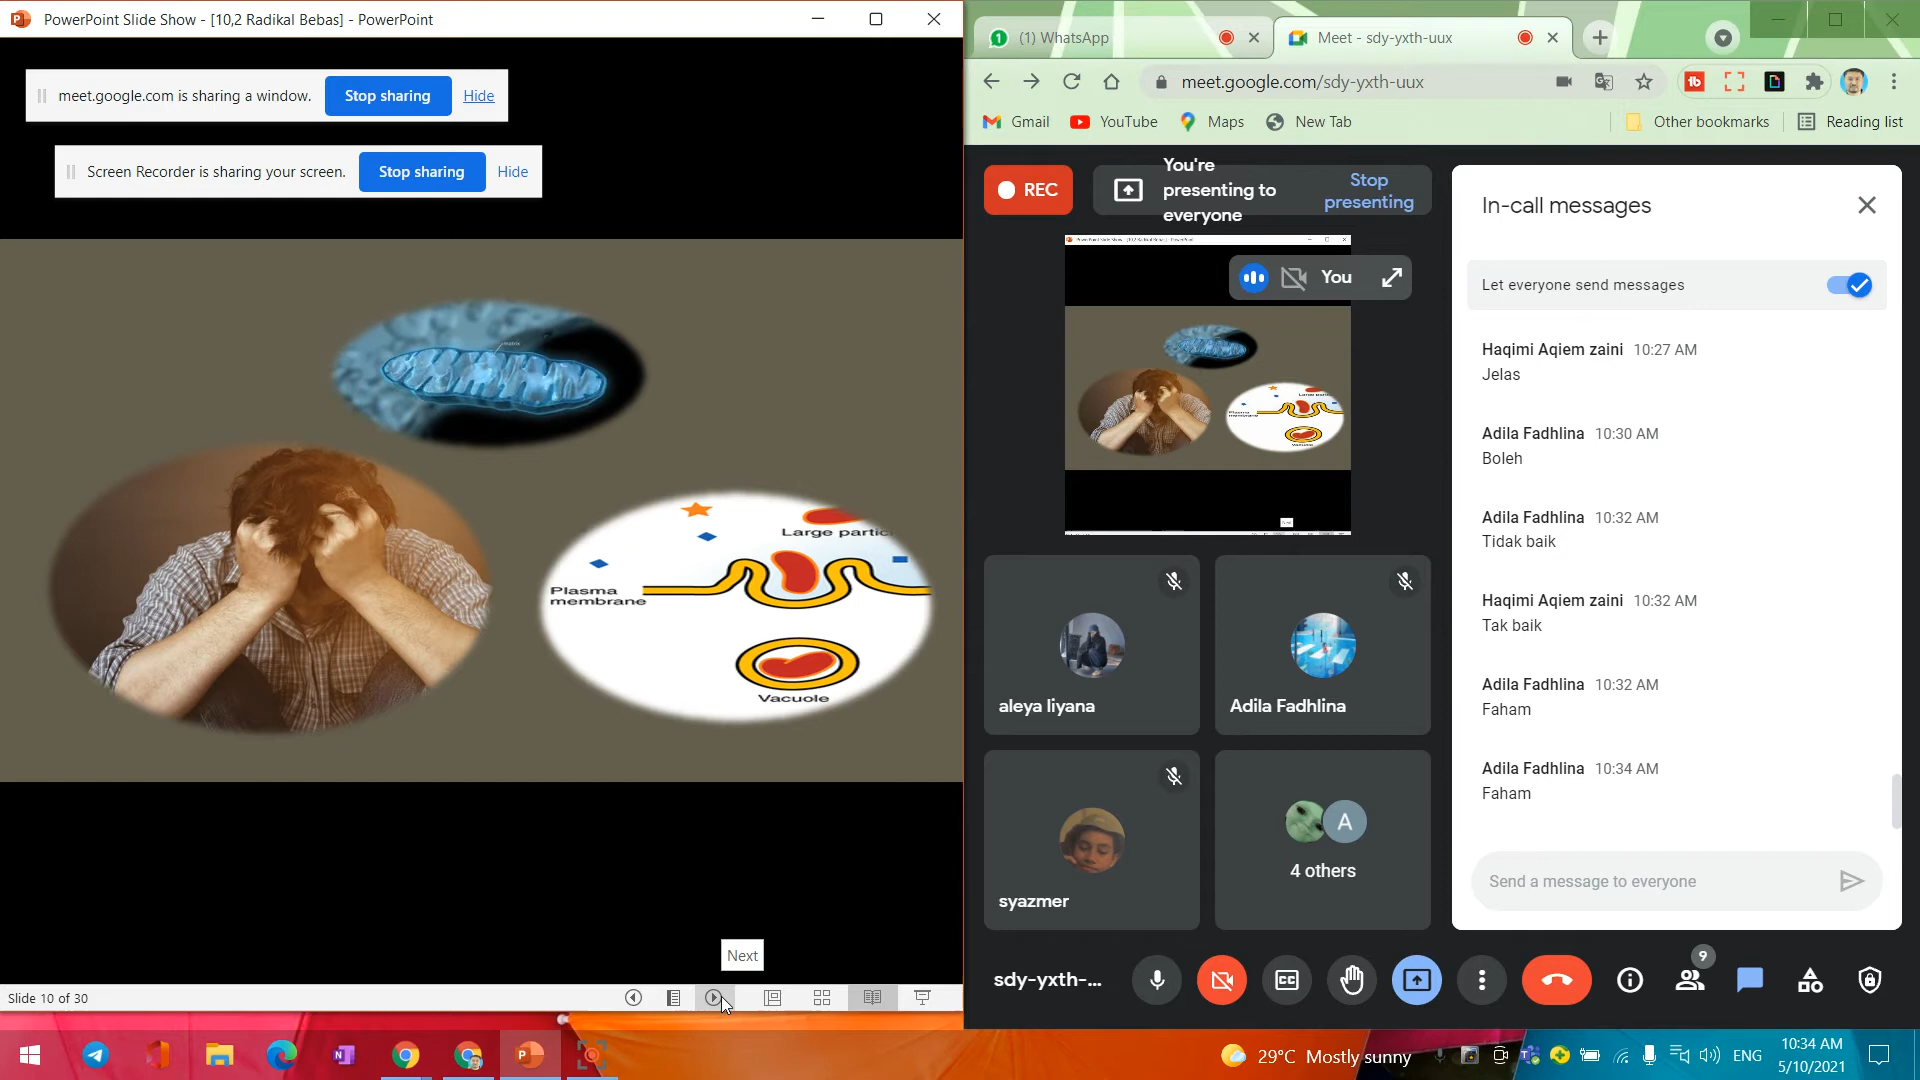 PowerPoint Slide Show - [10,2 Radikal Bebas] - PowerPoint
meet.google.com is sharing a window.
Stop sharing
Hide
Screen Recorder is sharing your screen.
Stop sharing
Hide
matrix
Large partic
Plasma
membrane
Vacuole
Next
Slide 10 of 30
(1) WhatsApp
Meet - sdy-yxth-uux
meet.google.com/sdy-yxth-uux
Gmail
YouTube
Maps
New Tab
Other bookmarks
Reading list
REC
You're
presenting to
everyone
Stop
presenting
You
aleya liyana
Adila Fadhlina
syazmer
A
4 others
In-call messages
Let everyone send messages
Haqimi Aqiem zaini 10:27 AM
Jelas
Adila Fadhlina 10:30 AM
Boleh
Adila Fadhlina 10:32 AM
Tidak baik
Haqimi Aqiem zaini 10:32 AM
Tak baik
Adila Fadhlina 10:32 AM
Faham
Adila Fadhlina 10:34 AM
Faham
Send a message to everyone
sdy-yxth-...
9
29°C Mostly sunny
ENG
10:34 AM
5/10/2021